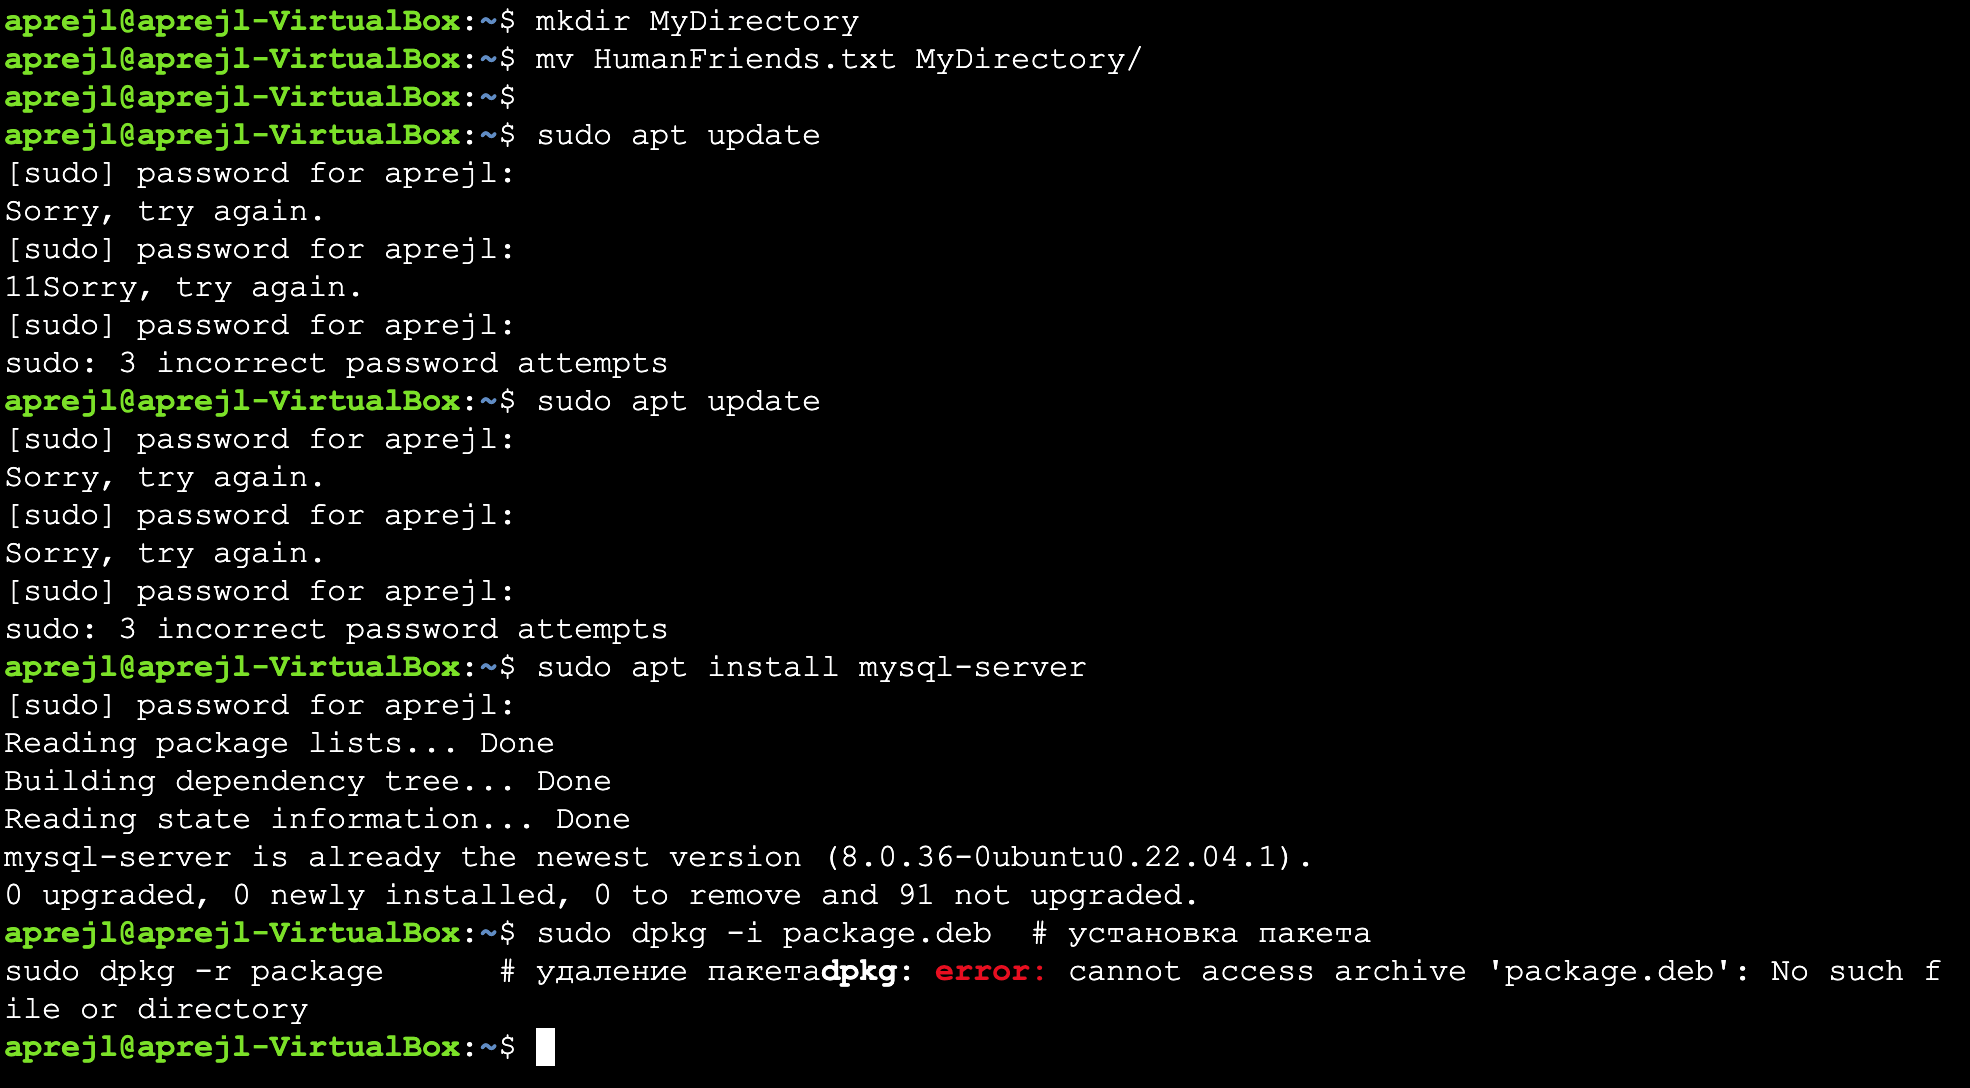 aprejl@aprejl-VirtualBox:~$ mkdir MyDirectory
aprejl@aprejl-VirtualBox:~$ mv HumanFriends.txt MyDirectory/
aprejl@aprejl-VirtualBox:~$
aprejl@aprejl-VirtualBox:~$ sudo apt update
[sudo] password for aprejl:
Sorry, try again.
[sudo] password for aprejl:
11Sorry, try again.
[sudo] password for aprejl:
sudo: 3 incorrect password attempts
aprejl@aprejl-VirtualBox:~$ sudo apt update
[sudo] password for aprejl:
Sorry, try again.
[sudo] password for aprejl:
Sorry, try again.
[sudo] password for aprejl:
sudo: 3 incorrect password attempts
aprejl@aprejl-VirtualBox:~$ sudo apt install mysql-server
[sudo] password for aprejl:
Reading package lists... Done
Building dependency tree... Done
Reading state information... Done
mysql-server is already the newest version (8.0.36-0ubuntu0.22.04.1).
0 upgraded, 0 newly installed, 0 to remove and 91 not upgraded.
aprejl@aprejl-VirtualBox:~$ sudo dpkg -i package.deb  # установка пакета
sudo dpkg -r package      # удаление пакетаdpkg: error: cannot access archive 'package.deb': No such f
ile or directory
aprejl@aprejl-VirtualBox:~$